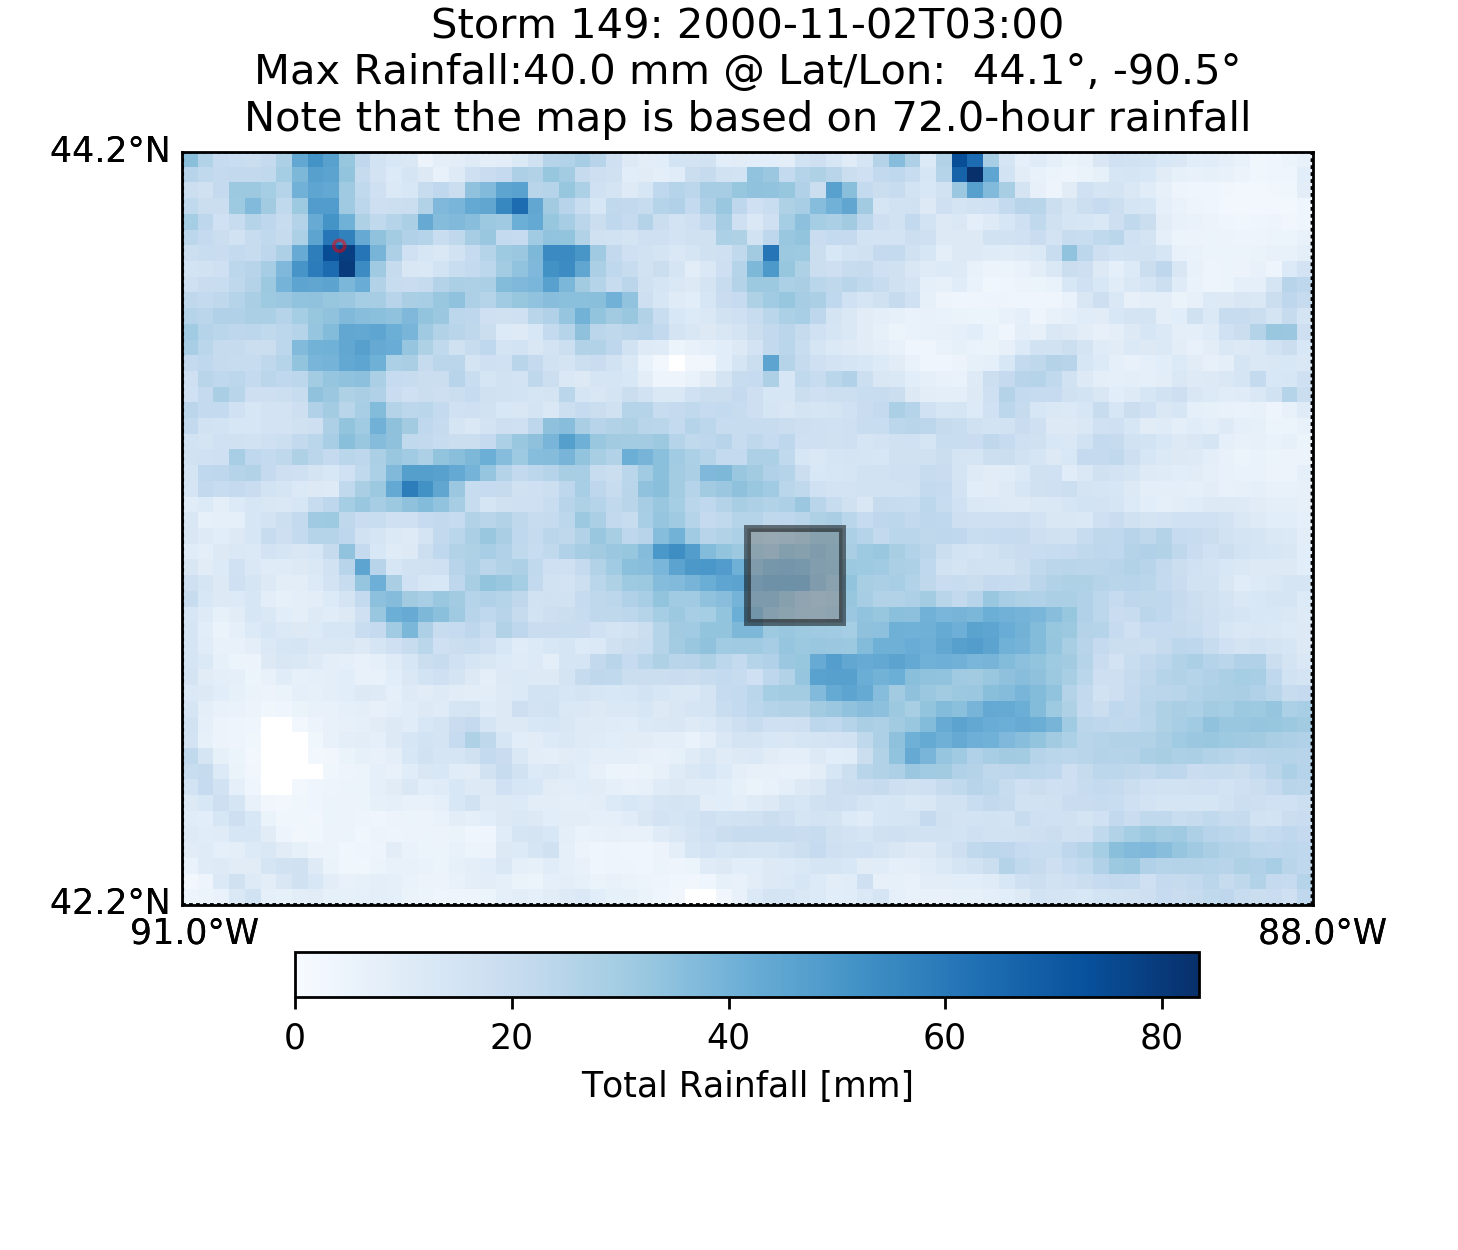 Storm 149: 2000-11-02T03:00
Max Rainfall:40.0 mm @ Lat/Lon:  44.1°, -90.5°
Note that the map is based on 72.0-hour rainfall
44.2°N
42.2°N
91.0°W 88.0°W
0 20 40 60 80
Total Rainfall [mm]